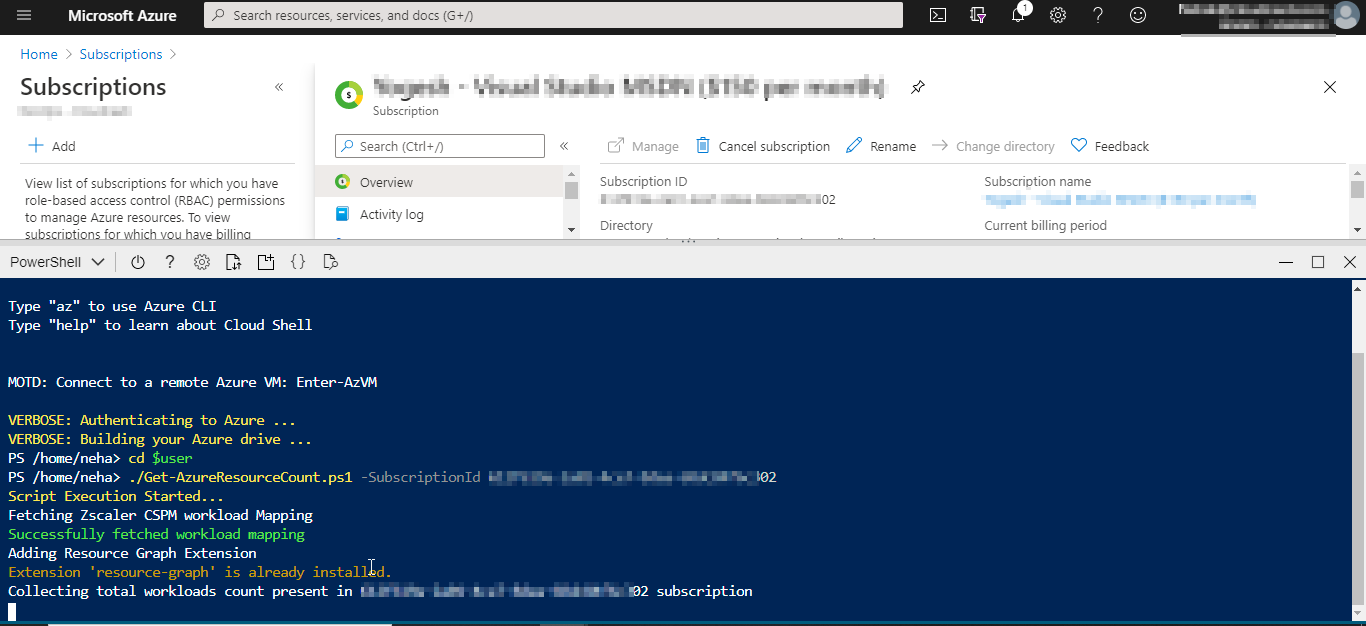 Microsoft Azure
Search resources, services, and docs (G+/)
1
Home > Subscriptions >
Subscriptions
Add
View list of subscriptions for which you have
role-based access control (RBAC) permissions
to manage Azure resources. To view
subscriptions for which you have billing
Yogesh - Visual Studio MSDN ($150 per month)
Subscription
Search (Ctrl+/)
Overview
Activity log
Manage
Cancel subscription
Rename
Change directory
Feedback
Subscription ID
02
Directory
Subscription name
Current billing period
PowerShell
Type "az" to use Azure CLI
Type "help" to learn about Cloud Shell
MOTD: Connect to a remote Azure VM: Enter-AzVM
VERBOSE: Authenticating to Azure ...
VERBOSE: Building your Azure drive ...
PS /home/neha> cd $user
PS /home/neha> ./Get-AzureResourceCount.ps1 -SubscriptionId 02
Script Execution Started...
Fetching Zscaler CSPM workload Mapping
Successfully fetched workload mapping
Adding Resource Graph Extension
Extension 'resource-graph' is already installed.
Collecting total workloads count present in 02 subscription